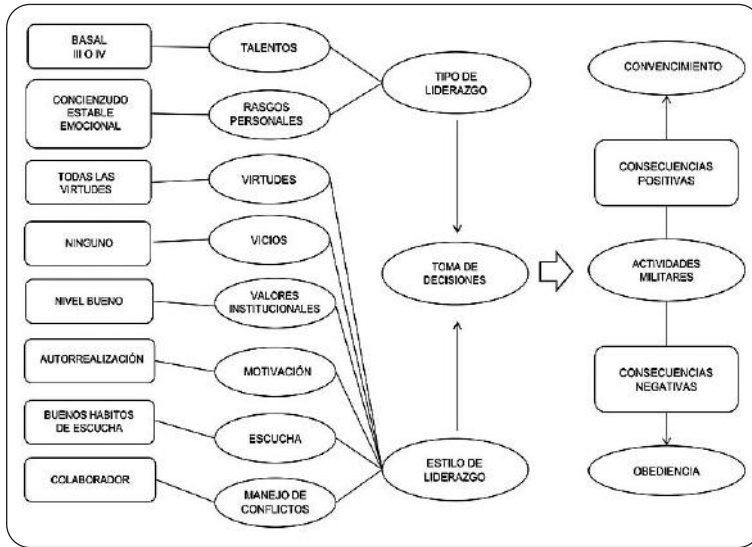 BASAL
III O IV
TALENTOS
CONCIENZUDO
ESTABLE
EMOCIONAL
RASGOS
PERSONALES
TIPO DE
LIDERAZGO
TODAS LAS
VIRTUDES
VIRTUDES
NINGUNO
VICIOS
NIVEL BUENO
VALORES
INSTITUCIONALES
AUTORREALIZACIÓN
MOTIVACIÓN
BUENOS HABITOS
DE ESCUCHA
ESCUCHA
COLABORADOR
MANEJO DE
CONFLICTOS
ESTILO DE
LIDERAZGO
TOMA DE
DECISIONES
CONVENCIMIENTO
CONSECUENCIAS
POSITIVAS
ACTIVIDADES
MILITARES
CONSECUENCIAS
NEGATIVAS
OBEDIENCIA